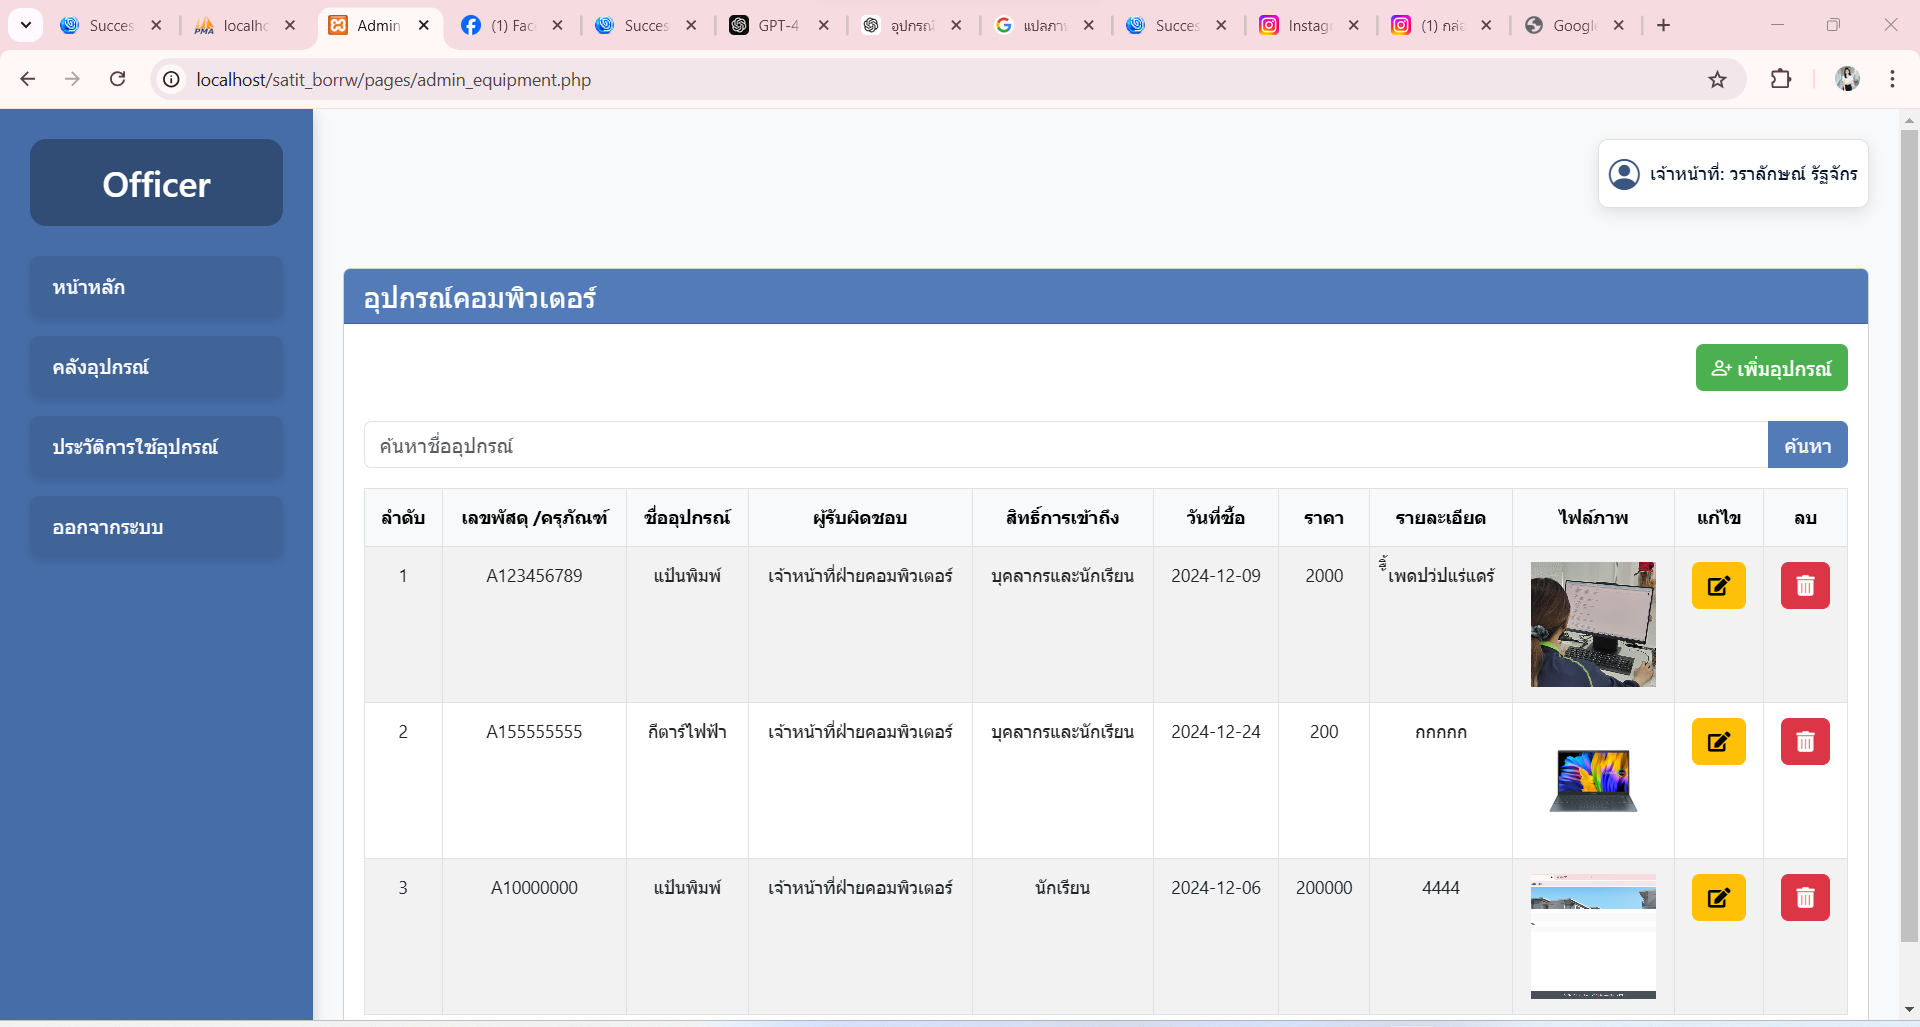 Succes
localhc
Admin
(1) Fac
Succes
GPT-4
อุปกรณ์
แปลภา
Succes
Instagr
(1) กล่อ
Google
localhost/satit_borrw/pages/admin_equipment.php
Officer
เจ้าหน้าที่: วราลักษณ์ รัฐจักร
หน้าหลัก
คลังอุปกรณ์
ประวัติการใช้อุปกรณ์
ออกจากระบบ
อุปกรณ์คอมพิวเตอร์
เพิ่มอุปกรณ์
ค้นหาชื่ออุปกรณ์ ค้นหา
ลำดับ เลขพัสดุ /ครุภัณฑ์ ชื่ออุปกรณ์ ผู้รับผิดชอบ สิทธิ์การเข้าถึง วันที่ซื้อ ราคา รายละเอียด ไฟล์ภาพ แก้ไข ลบ
1 A123456789 แป้นพิมพ์ เจ้าหน้าที่ฝ่ายคอมพิวเตอร์ บุคลากรและนักเรียน 2024-12-09 2000
2 A155555555 กีตาร์ไฟฟ้า เจ้าหน้าที่ฝ่ายคอมพิวเตอร์ บุคลากรและนักเรียน 2024-12-24 200 กกกกก
3 A10000000 แป้นพิมพ์ เจ้าหน้าที่ฝ่ายคอมพิวเตอร์ นักเรียน 2024-12-06 200000 4444